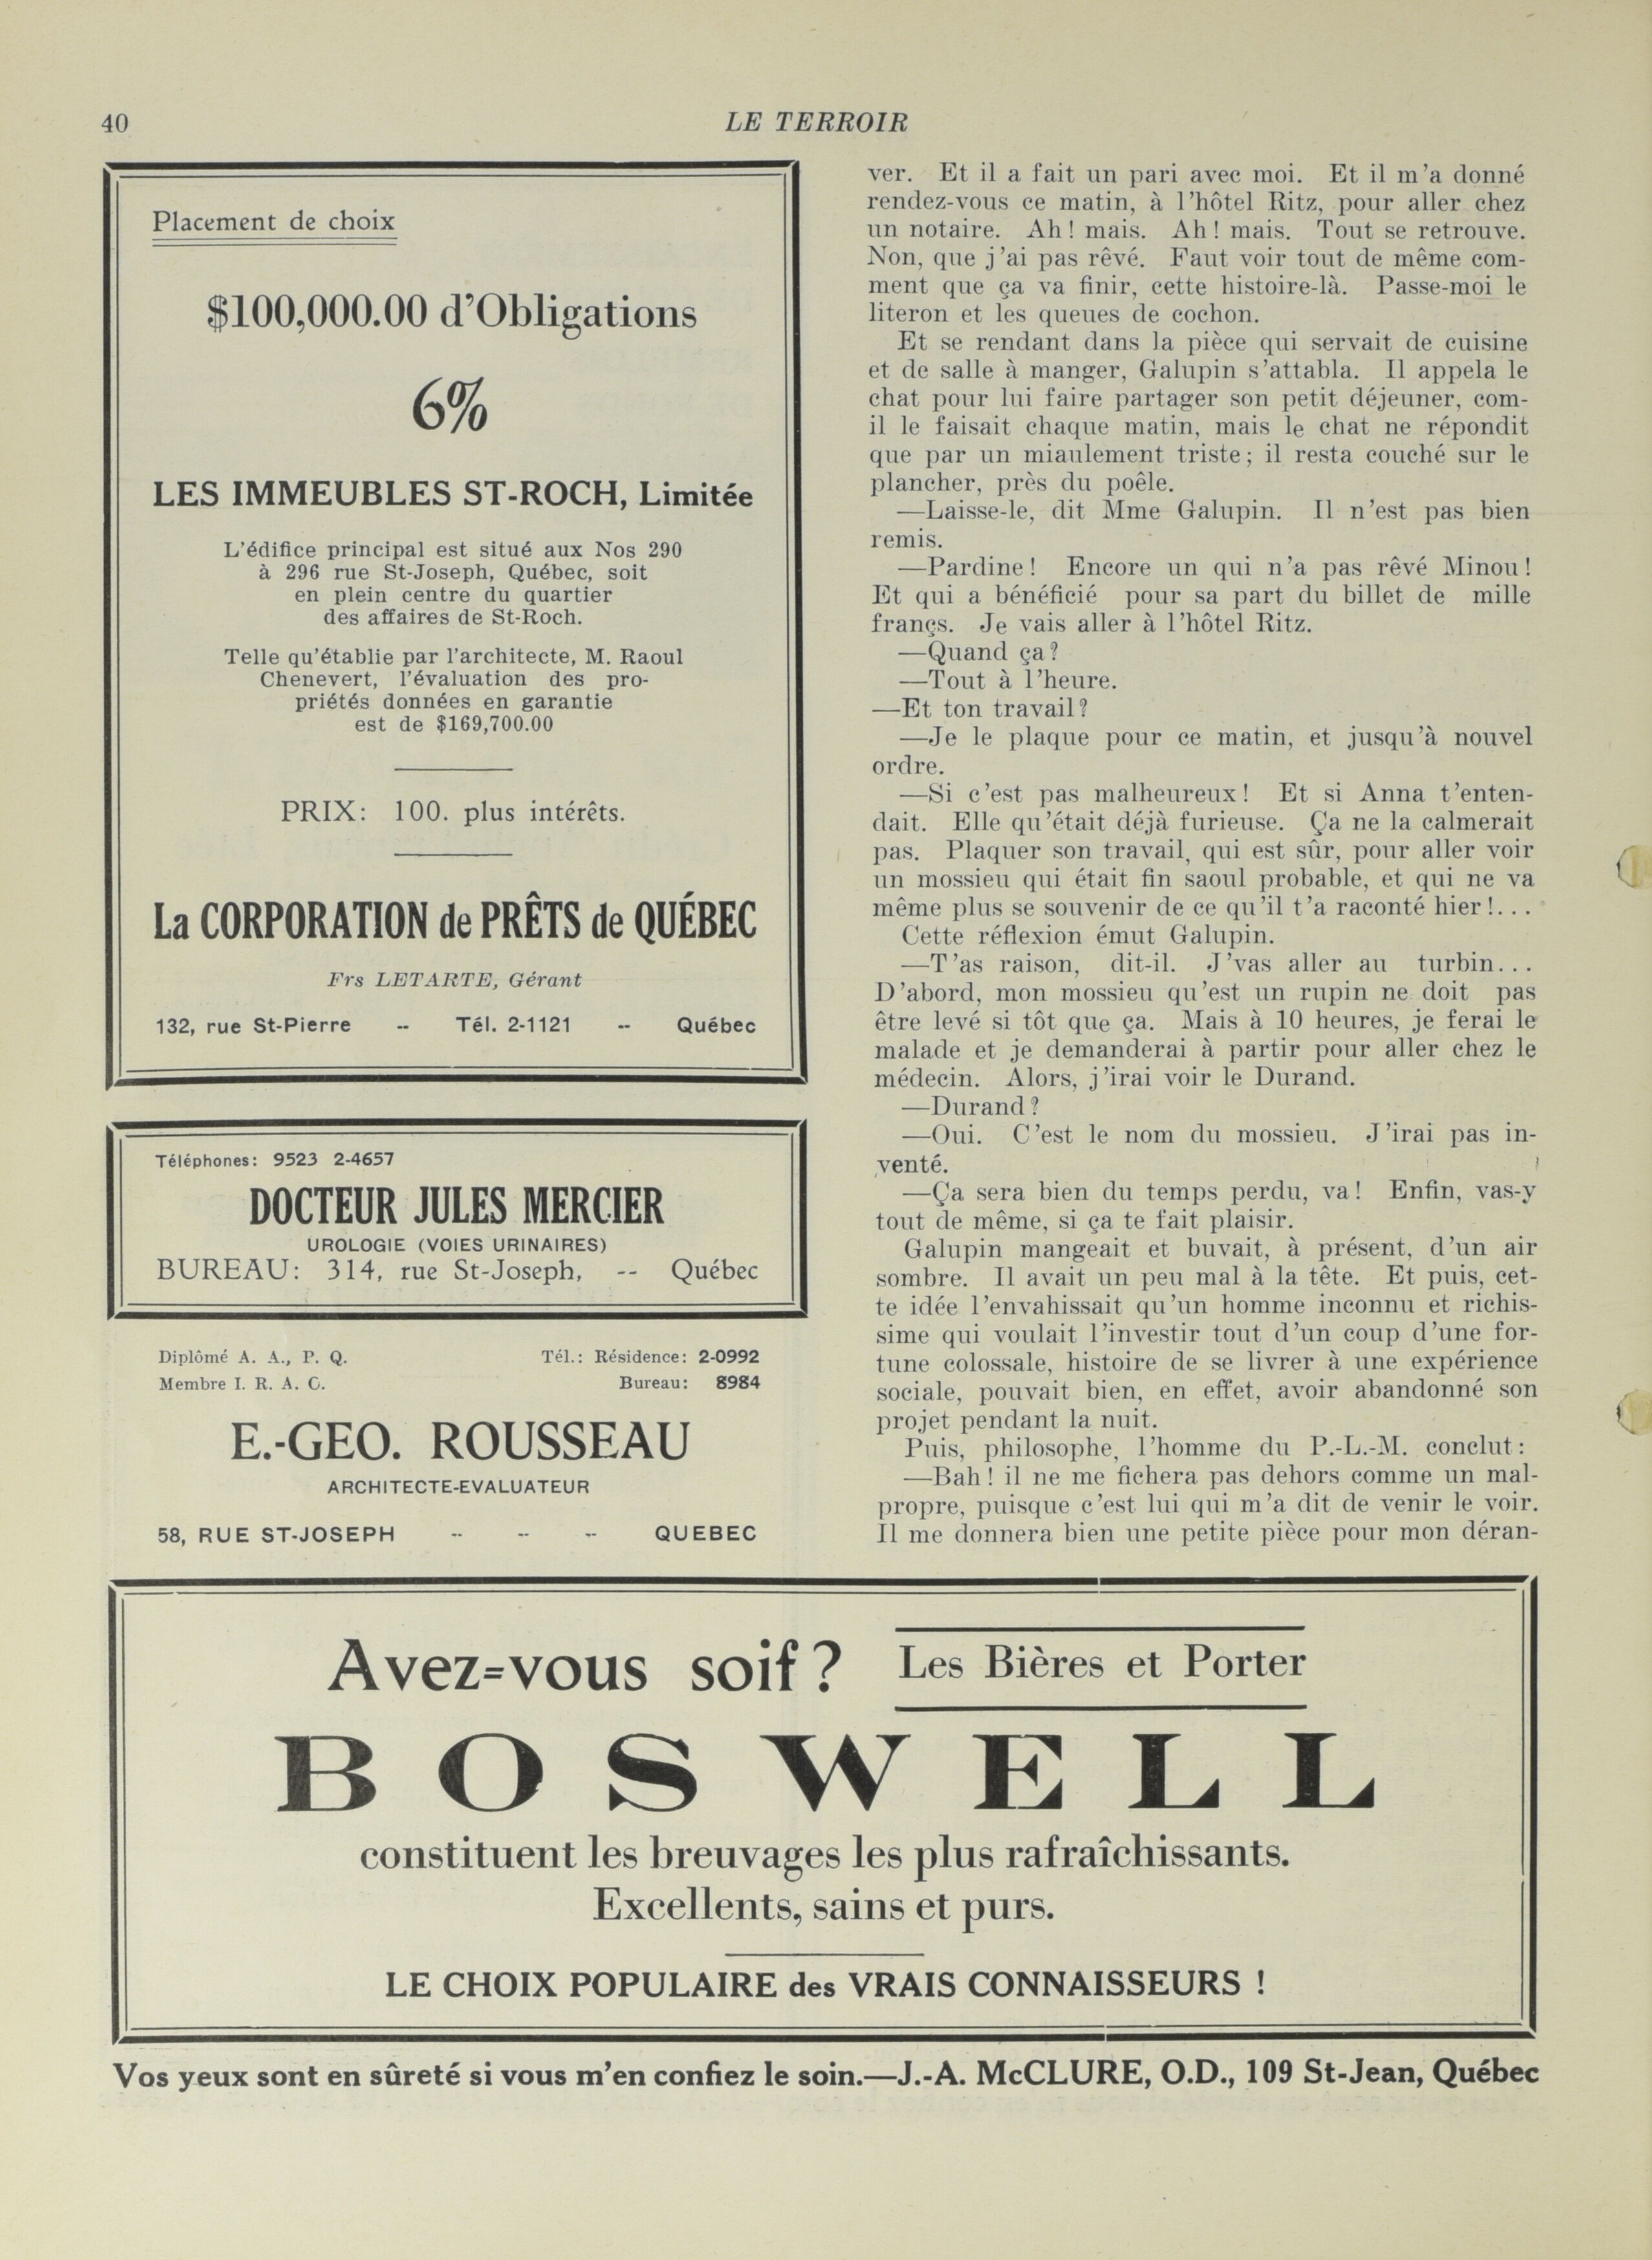 40
LE TERROIR
Placement de choix
$100,000.00 d'Obligations
6%
LES IMMEUBLES ST-ROCH, Limitée
L'édifice principal est situé aux Nos 290
à 296 rue St-Joseph, Québec, soit
en plein centre du quartier
des affaires de St-Roch.
Telle qu'établie par l'architecte, M. Raoul
Chenevert, l'évaluation des pro-
priétés données en garantie
est de $169,700.00
PRIX: 100. plus intérêts.
La CORPORATION de PRÊTS de QUÉBEC
Frs LETARTE, Gérant
132, rue St-Pierre -- Tél. 2-1121 -- Québec
Téléphones: 9523 2-4657
DOCTEUR JULES MERCIER
UROLOGIE (VOIES URINAIRES)
BUREAU: 314, rue St-Joseph, -- Québec
Diplômé A. A., P. Q. Tél.: Résidence: 2-0992
Membre I. R. A. C. Bureau: 8984
E.-GEO. ROUSSEAU
ARCHITECTE-EVALUATEUR
58, RUE ST-JOSEPH -- -- -- QUEBEC
ver. Et il a fait un pari avec moi. Et il m'a donné
rendez-vous ce matin, à l'hôtel Ritz, pour aller chez
un notaire. Ah! mais. Ah! mais. Tout se retrouve.
Non, que j'ai pas rêvé. Faut voir tout de même com-
ment que ça va finir, cette histoire-là. Passe-moi le
literon et les queues de cochon.
Et se rendant dans la pièce qui servait de cuisine
et de salle à manger, Galupin s'attabla. Il appela le
chat pour lui faire partager son petit déjeuner, com-
il le faisait chaque matin, mais le chat ne répondit
que par un miaulement triste; il resta couché sur le
plancher, près du poêle.
—Laisse-le, dit Mme Galupin. Il n'est pas bien
remis.
—Pardine! Encore un qui n'a pas rêvé Minou!
Et qui a bénéficié pour sa part du billet de mille
françs. Je vais aller à l'hôtel Ritz.
—Quand ça?
—Tout à l'heure.
—Et ton travail?
—Je le plaque pour ce matin, et jusqu'à nouvel
ordre.
—Si c'est pas malheureux! Et si Anna t'enten-
dait. Elle qu'était déjà furieuse. Ça ne la calmerait
pas. Plaquer son travail, qui est sûr, pour aller voir
un mossieu qui était fin saoul probable, et qui ne va
même plus se souvenir de ce qu'il t'a raconté hier!...
Cette réflexion émut Galupin.
—T'as raison, dit-il. J'vas aller au turbin...
D'abord, mon mossieu qu'est un rupin ne doit pas
être levé si tôt que ça. Mais à 10 heures, je ferai le
malade et je demanderai à partir pour aller chez le
médecin. Alors, j'irai voir le Durand.
—Durand?
—Oui. C'est le nom du mossieu. J'irai pas in-
venté.
—Ça sera bien du temps perdu, va! Enfin, vas-y
tout de même, si ça te fait plaisir.
Galupin mangeait et buvait, à présent, d'un air
sombre. Il avait un peu mal à la tête. Et puis, cet-
te idée l'envahissait qu'un homme inconnu et richis-
sime qui voulait l'investir tout d'un coup d'une for-
tune colossale, histoire de se livrer à une expérience
sociale, pouvait bien, en effet, avoir abandonné son
projet pendant la nuit.
Puis, philosophe, l'homme du P.-L.-M. conclut:
—Bah! il ne me fichera pas dehors comme un mal-
propre, puisque c'est lui qui m'a dit de venir le voir.
Il me donnera bien une petite pièce pour mon déran-
Avez-vous soif? Les Bières et Porter
BOSWELL
constituent les breuvages les plus rafraîchissants.
Excellents, sains et purs.
LE CHOIX POPULAIRE des VRAIS CONNAISSEURS !
Vos yeux sont en sûreté si vous m'en confiez le soin.—J.-A. McCLURE, O.D., 109 St-Jean, Québec